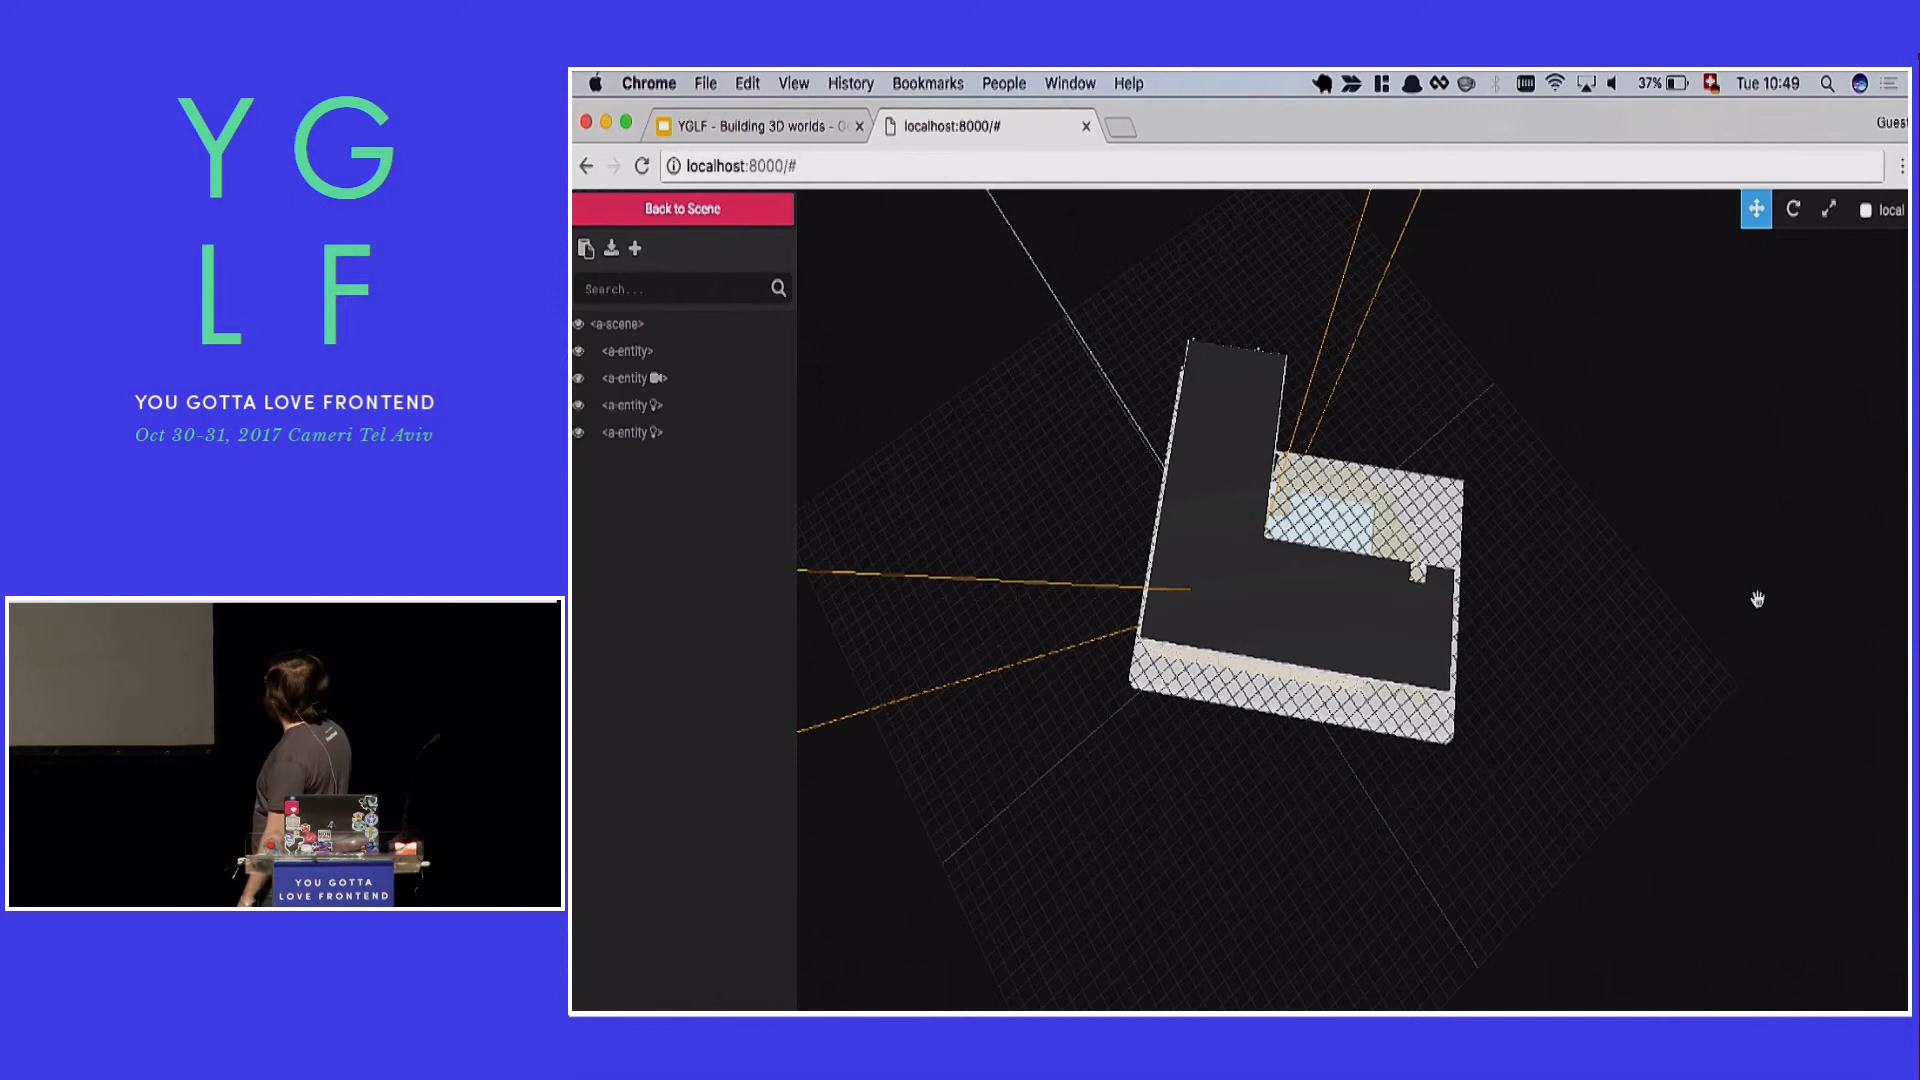 Y G
L F
YOU GOTTA LOVE FRONTEND
Oct 30-31, 2017 Cameri Tel Aviv
Chrome File Edit View History Bookmarks People Window Help 37% Tue 10:49
YGLF - Building 3D worlds - G
localhost:8000/#
Guest
localhost:8000/#
Back to Scene
local
Search...
<a-scene>
<a-entity>
<a-entity >
<a-entity >
<a-entity >
YOU GOTTA
LOVE FRONTEND